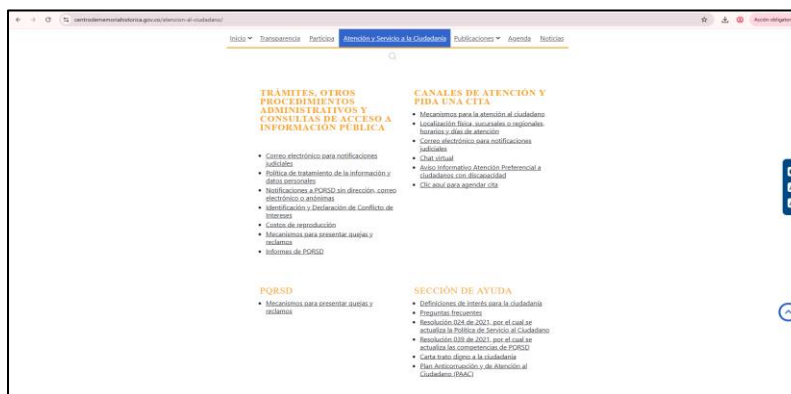 centrodememoriahistorica.gov.co/atencion-al-ciudadano/
Inicio Transparencia Participa Atención y Servicio a la Ciudadanía Publicaciones Agenda Noticias
TRÁMITES, OTROS
PROCEDIMIENTOS
ADMINISTRATIVOS Y
CONSULTAS DE ACCESO A
INFORMACIÓN PÚBLICA
Correo electrónico para notificaciones
judiciales
Política de tratamiento de la información y
datos personales
Notificaciones a PQRSD sin dirección, correo
electrónico o anónimas
Identificación y Declaración de Conflicto de
Intereses
Costos de reproducción
Mecanismos para presentar quejas y
reclamos
Informes de PQRSD
CANALES DE ATENCIÓN Y
PIDA UNA CITA
Mecanismos para la atención al ciudadano
Localización física, sucursales o regionales,
horarios y días de atención
Correo electrónico para notificaciones
judiciales
Chat virtual
Aviso Informativo Atención Preferencial a
ciudadanos con discapacidad
Clic aquí para agendar cita
PQRSD
Mecanismos para presentar quejas y
reclamos
SECCIÓN DE AYUDA
Definiciones de interés para la ciudadanía
Preguntas frecuentes
Resolución 024 de 2021, por el cual se
actualiza la Política de Servicio al Ciudadano
Resolución 039 de 2021, por el cual se
actualiza las competencias de PQRSD
Carta trato digno a la ciudadanía
Plan Anticorrupción y de Atención al
Ciudadano (PAAC)